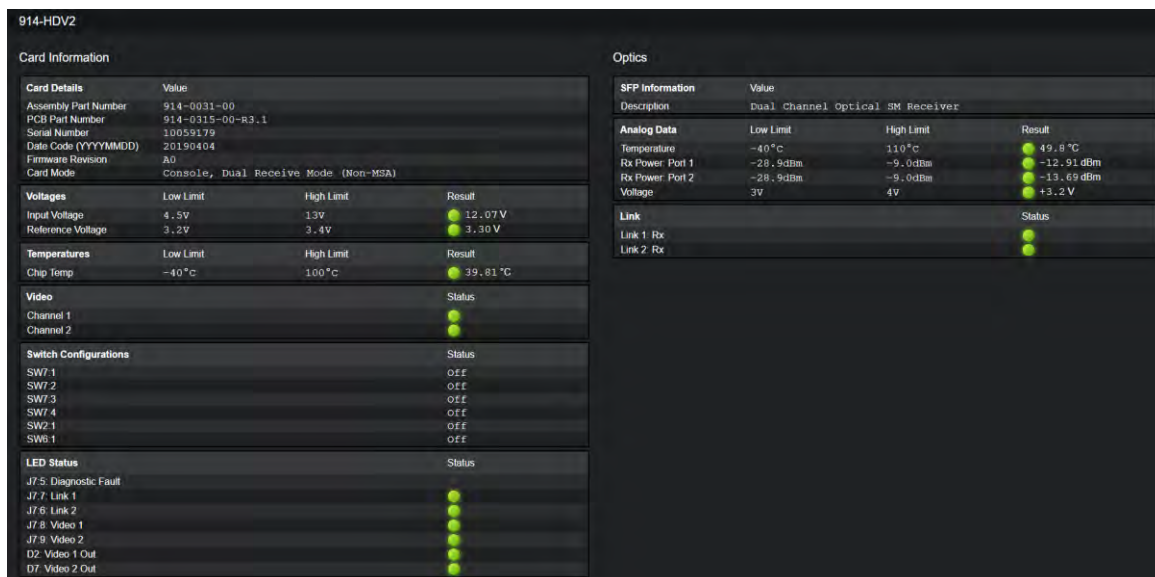 914-HDV2
Card Information
Card Details Value
Assembly Part Number 914-0031-00
PCB Part Number 914-0315-00-R3.1
Serial Number 10059179
Date Code (YYYYMMDD) 20190404
Firmware Revision A0
Card Mode Console, Dual Receive Mode (Non-MSA)
Voltages Low Limit High Limit Result
Input Voltage 4.5V 13V 12.07 V
Reference Voltage 3.2V 3.4V 3.30 V
Temperatures Low Limit High Limit Result
Chip Temp -40°C 100°C 39.81 °C
Video Status
Channel 1
Channel 2
Switch Configurations Status
SW7:1 Off
SW7:2 Off
SW7:3 Off
SW7:4 Off
SW2:1 Off
SW6:1 Off
LED Status Status
J7:5: Diagnostic Fault
J7:7: Link 1
J7:6: Link 2
J7:8: Video 1
J7:9: Video 2
D2: Video 1 Out
D7: Video 2 Out
Optics
SFP Information Value
Description Dual Channel Optical SM Receiver
Analog Data Low Limit High Limit Result
Temperature -40°C 110°C 49.8 °C
Rx Power: Port 1 -28.9dBm -9.0dBm -12.91 dBm
Rx Power: Port 2 -28.9dBm -9.0dBm -13.69 dBm
Voltage 3V 4V +3.2 V
Link Status
Link 1: Rx
Link 2: Rx